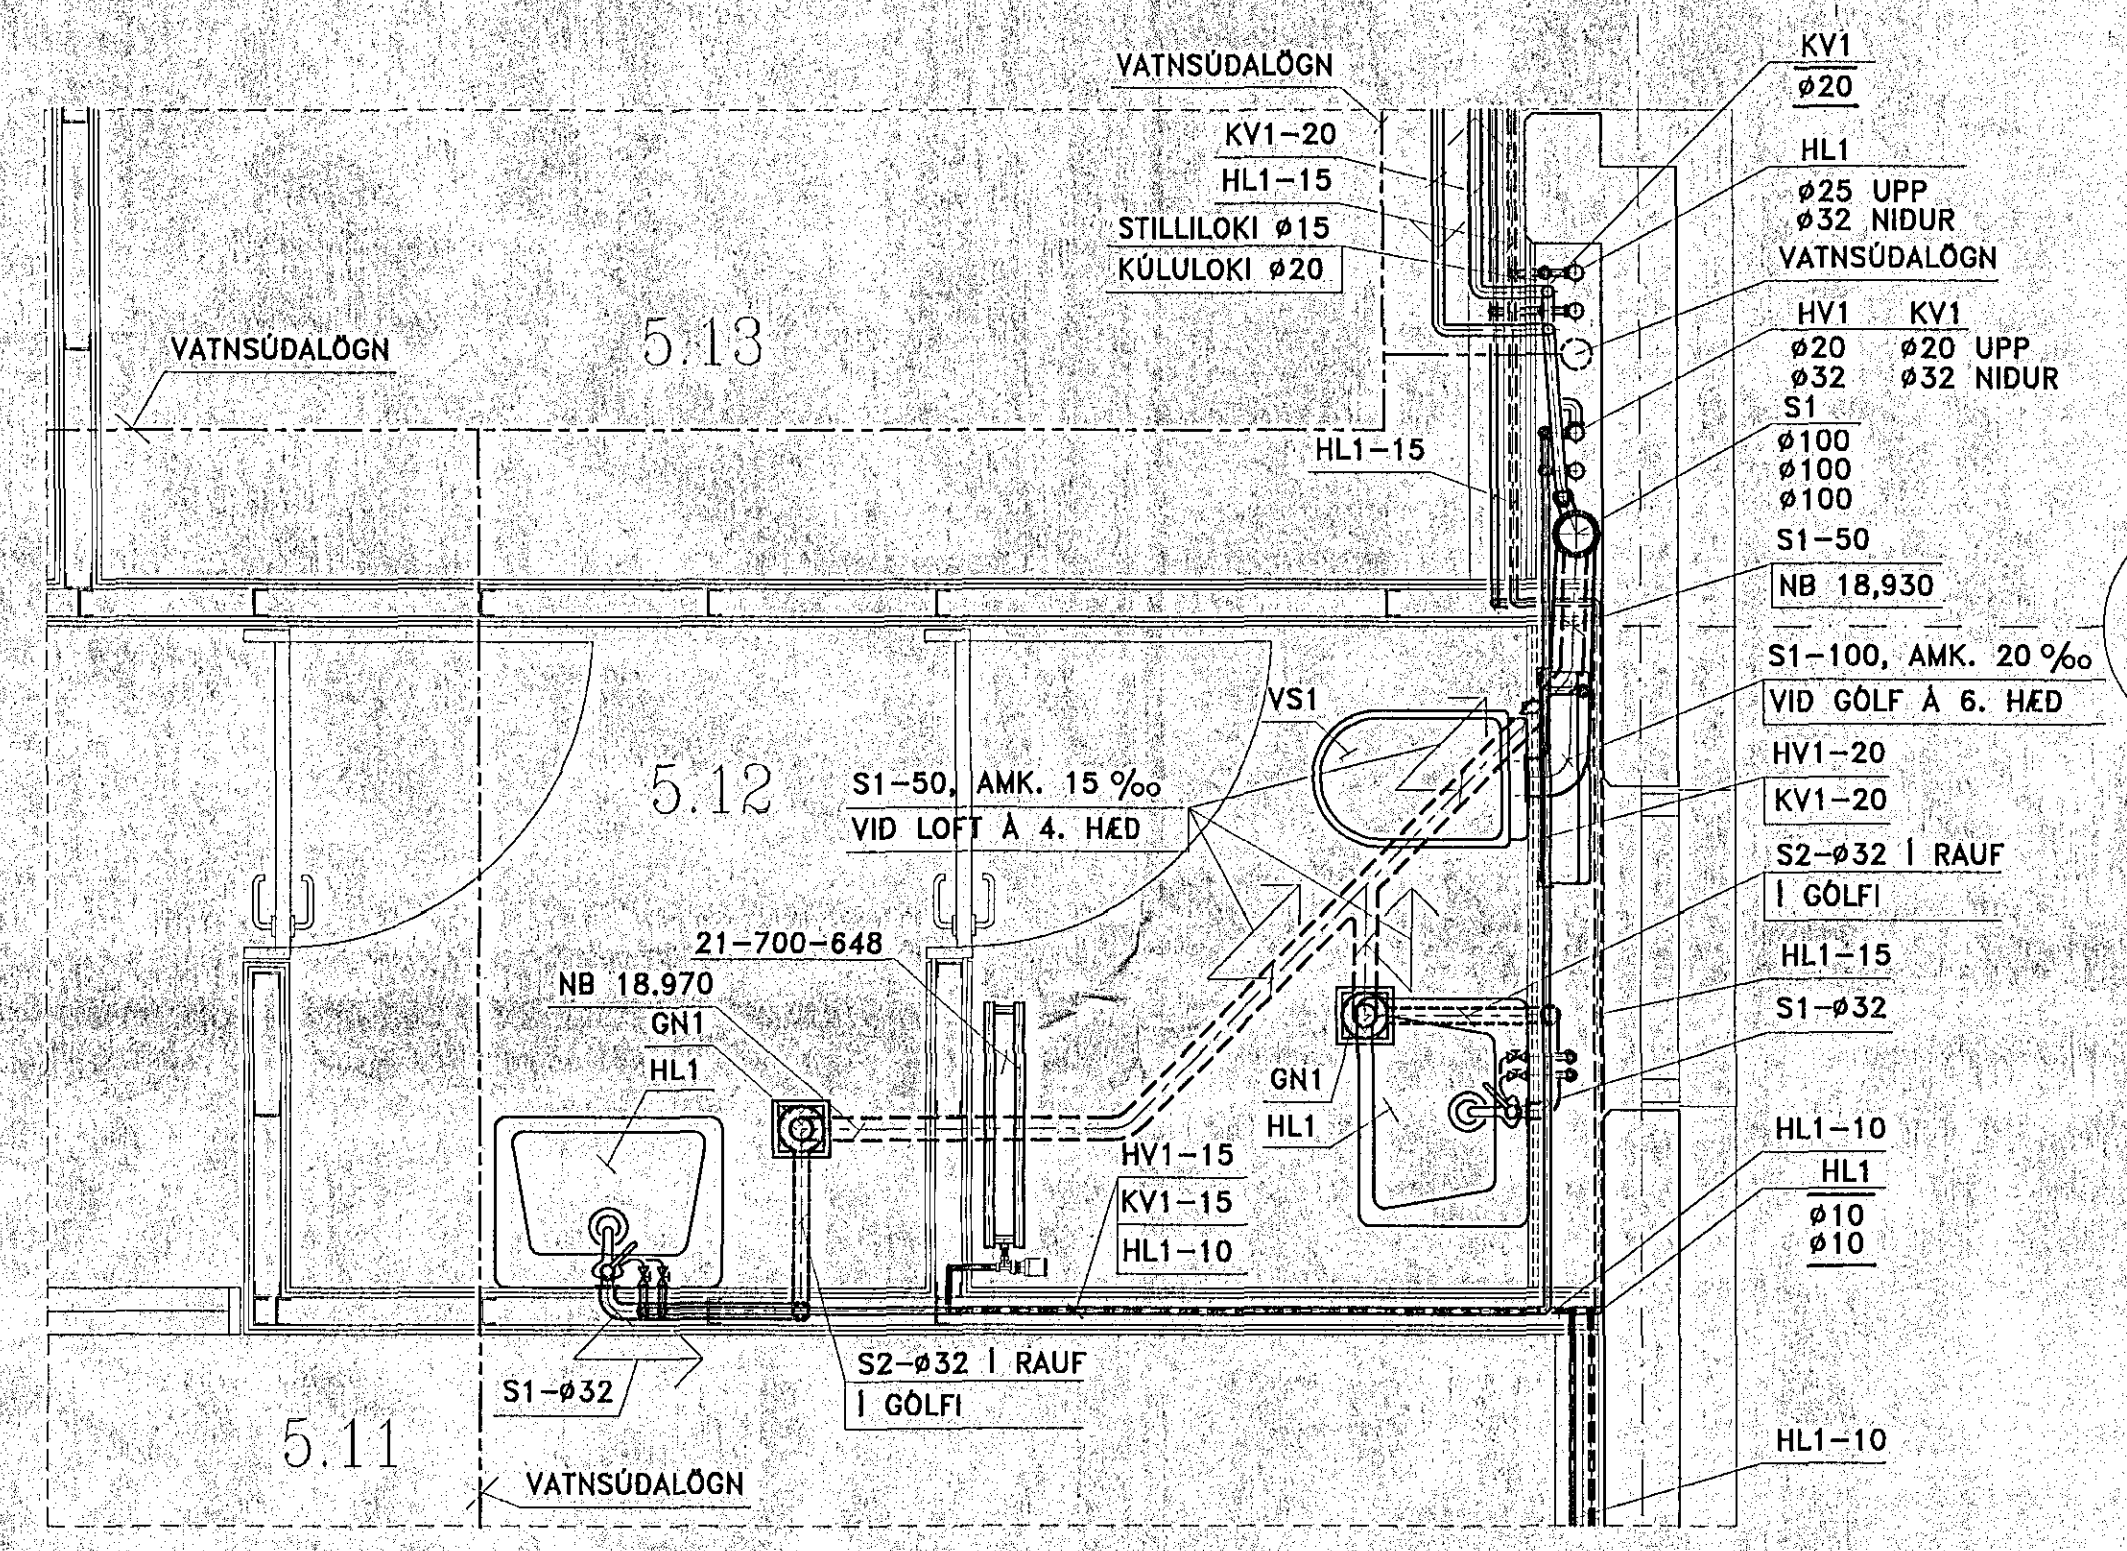 VATNSÚDALÖGN
KV1-20
HL1-15
STILLILOKI ø15
KÚLULOKI ø20
KV1
ø20
HL1
ø25 UPP
ø32 NIDUR
VATNSÚDALÖGN
HV1 KV1
ø20 ø20 UPP
ø32 ø32 NIDUR
S1
ø100
ø100
ø100
S1-50
NB 18,930
S1-100, AMK. 20 ‰
VID GÓLF Á 6. HÆD
HV1-20
KV1-20
S2-ø32 Í RAUF
Í GÓLFI
HL1-15
S1-ø32
HL1-10
HL1
ø10
ø10
HL1-10
VATNSÚDALÖGN
5.13
HL1-15
VS1
5.12
S1-50, AMK. 15 ‰
VID LOFT Á 4. HÆD
21-700-648
NB 18.970
GN1
HL1
GN1
HL1
HV1-15
KV1-15
HL1-10
S1-ø32
S2-ø32 Í RAUF
Í GÓLFI
5.11
VATNSÚDALÖGN